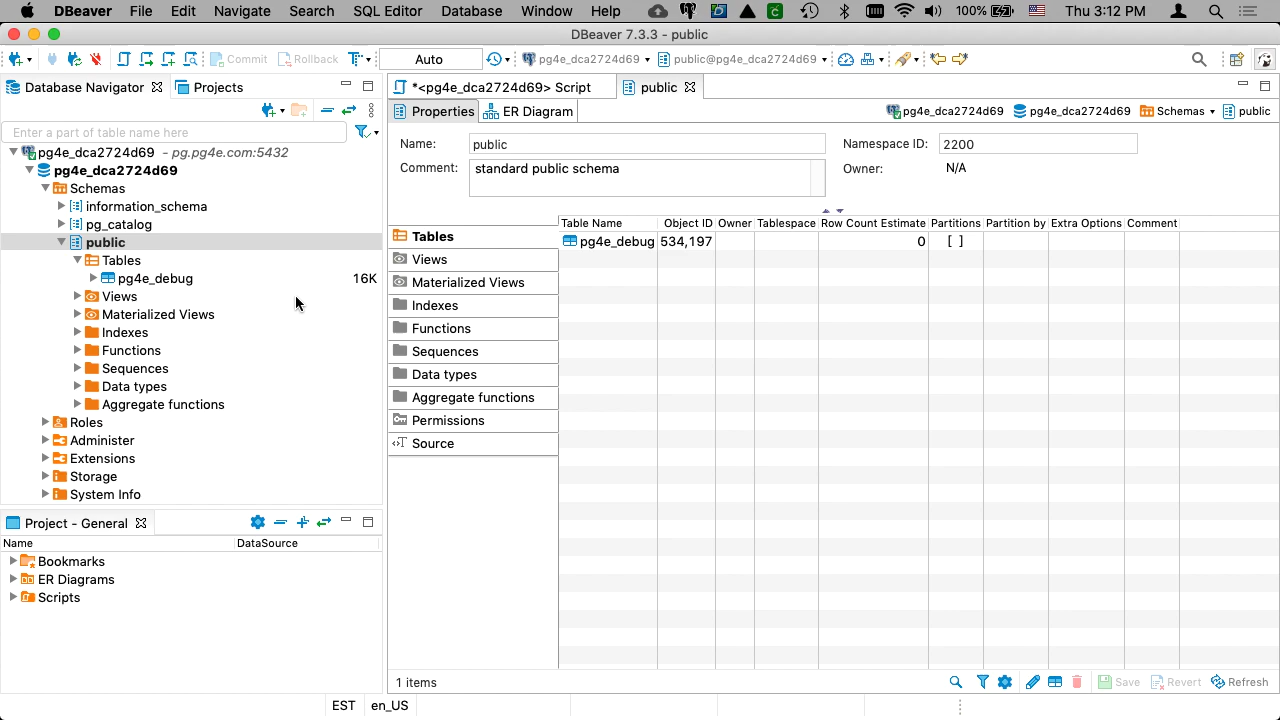 DBeaver File Edit Navigate Search SQL Editor Database Window Help 100% Thu 3:12 PM
DBeaver 7.3.3 - public
Commit Rollback Auto pg4e_dca2724d69 public@pg4e_dca2724d69
Database Navigator Projects
*<pg4e_dca2724d69> Script public
Properties ER Diagram pg4e_dca2724d69 pg4e_dca2724d69 Schemas public
Enter a part of table name here
pg4e_dca2724d69 - pg.pg4e.com:5432
pg4e_dca2724d69
Schemas
information_schema
pg_catalog
public
Tables
pg4e_debug 16K
Views
Materialized Views
Indexes
Functions
Sequences
Data types
Aggregate functions
Roles
Administer
Extensions
Storage
System Info
Project - General
Name DataSource
Bookmarks
ER Diagrams
Scripts
Name: public Namespace ID: 2200
Comment: standard public schema Owner: N/A
Tables
Views
Materialized Views
Indexes
Functions
Sequences
Data types
Aggregate functions
Permissions
Source
Table Name Object ID Owner Tablespace Row Count Estimate Partitions Partition by Extra Options Comment
pg4e_debug 534,197 0 [ ]
1 items Save Revert Refresh
EST en_US